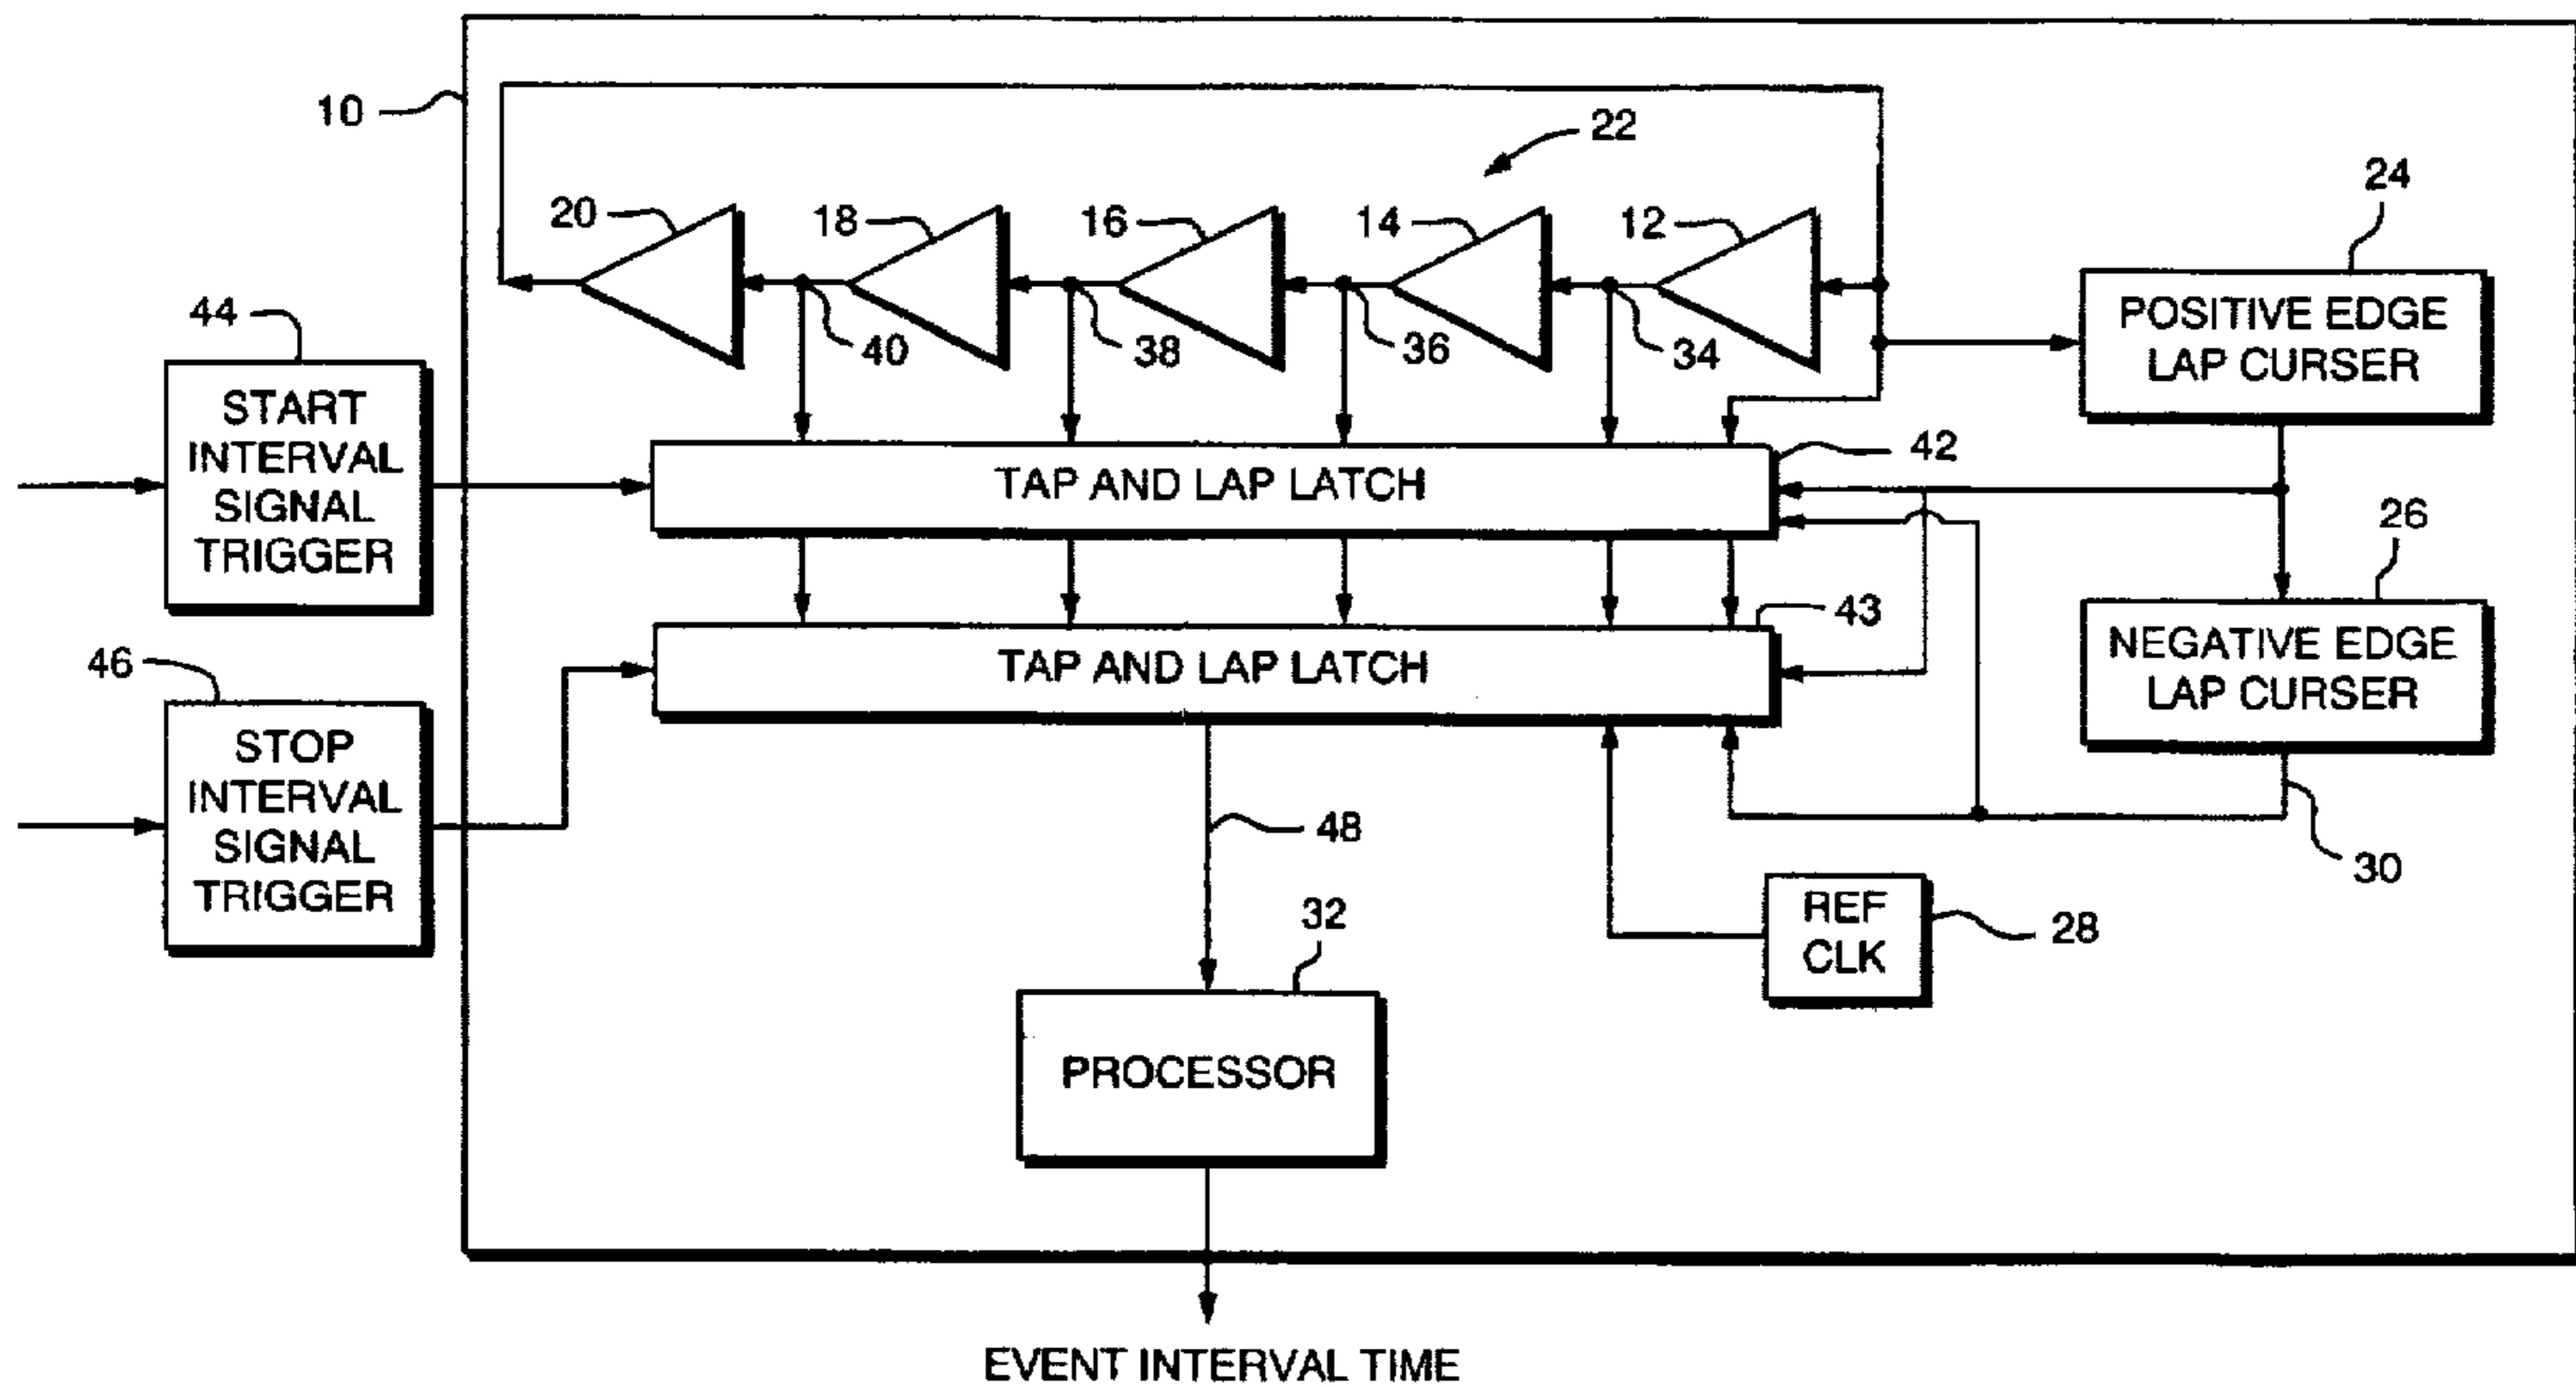 10
22
24
20
18
16
14
12
POSITIVE EDGE
LAP CURSER
44
40
38
36
34
START
INTERVAL
SIGNAL
TRIGGER
TAP AND LAP LATCH
42
26
46
TAP AND LAP LATCH
43
NEGATIVE EDGE
LAP CURSER
STOP
INTERVAL
SIGNAL
TRIGGER
48
30
32
REF
CLK
28
PROCESSOR
EVENT INTERVAL TIME